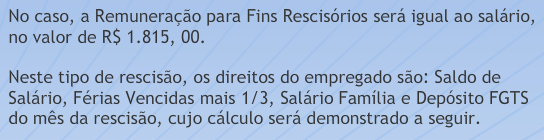 No caso, a Remuneração para Fins Rescisórios será igual ao salário,
no valor de R$ 1.815, 00.
Neste tipo de rescisão, os direitos do empregado são: Saldo de
Salário, Férias Vencidas mais 1/3, Salário Família e Depósito FGTS
do mês da rescisão, cujo cálculo será demonstrado a seguir.